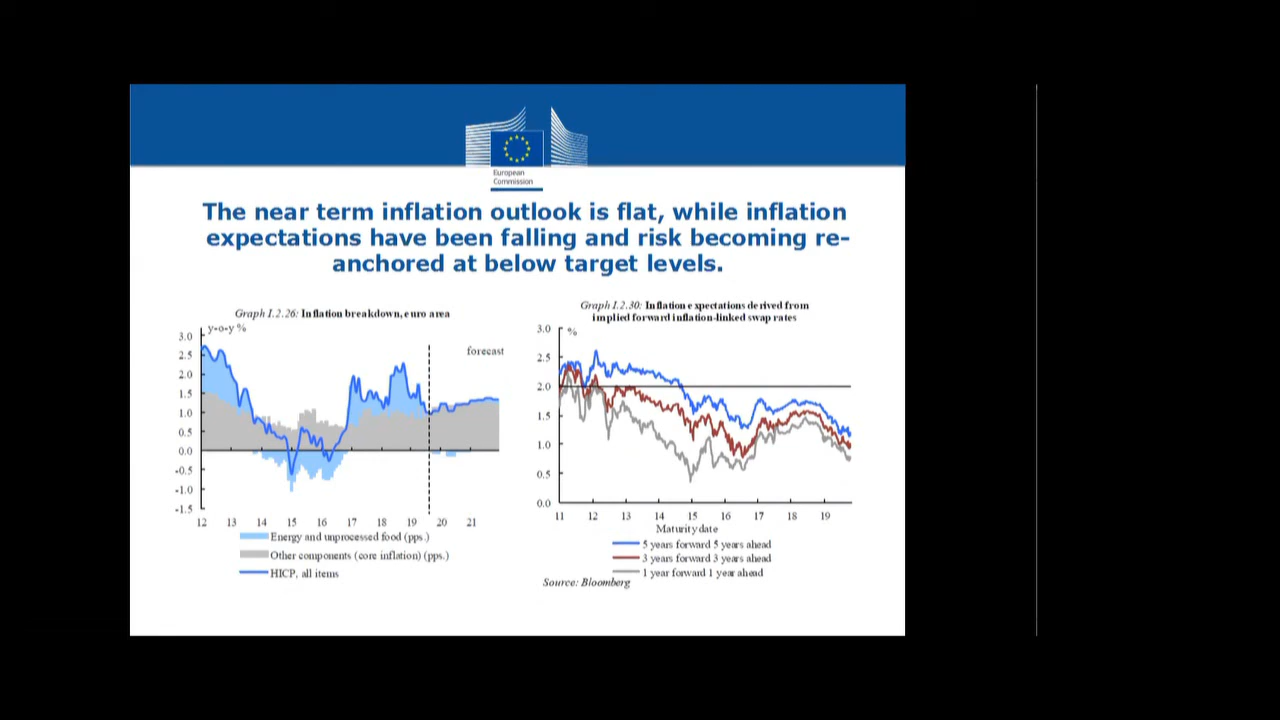 European
Commission
The near term inflation outlook is flat, while inflation
expectations have been falling and risk becoming re-
anchored at below target levels.
Graph I.2.26: Inflation breakdown, euro area
y-o-y %
3.0
2.5
2.0
1.5
1.0
0.5
0.0
-0.5
-1.0
-1.5
forecast
12 13 14 15 16 17 18 19 20 21
Energy and unprocessed food (pps.)
Other components (core inflation) (pps.)
HICP, all items
Graph I.2.30: Inflation expectations derived from
implied forward inflation-linked swap rates
%
3.0
2.5
2.0
1.5
1.0
0.5
0.0
11 12 13 14 15 16 17 18 19
Maturity date
5 years forward 5 years ahead
3 years forward 3 years ahead
1 year forward 1 year ahead
Source: Bloomberg